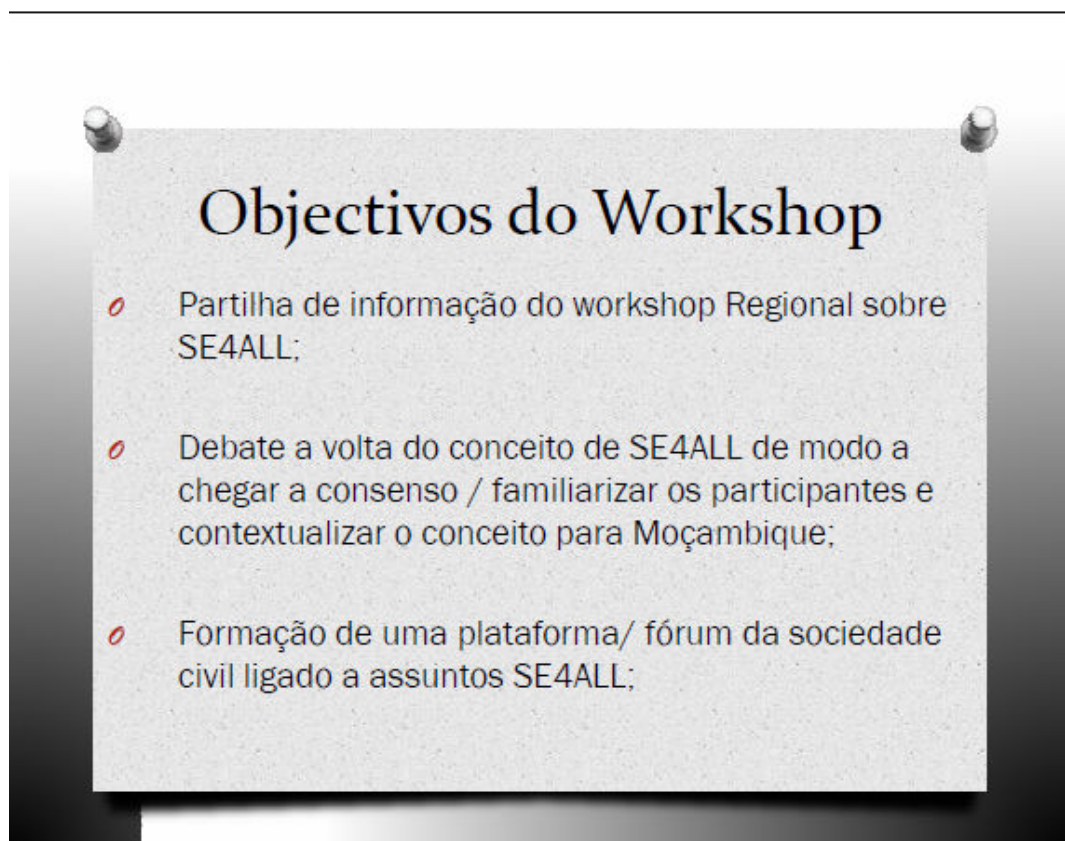 Objectivos do Workshop
Partilha de informação do workshop Regional sobre
SE4ALL;
Debate a volta do conceito de SE4ALL de modo a
chegar a consenso / familiarizar os participantes e
contextualizar o conceito para Moçambique;
Formação de uma plataforma/ fórum da sociedade
civil ligado a assuntos SE4ALL;